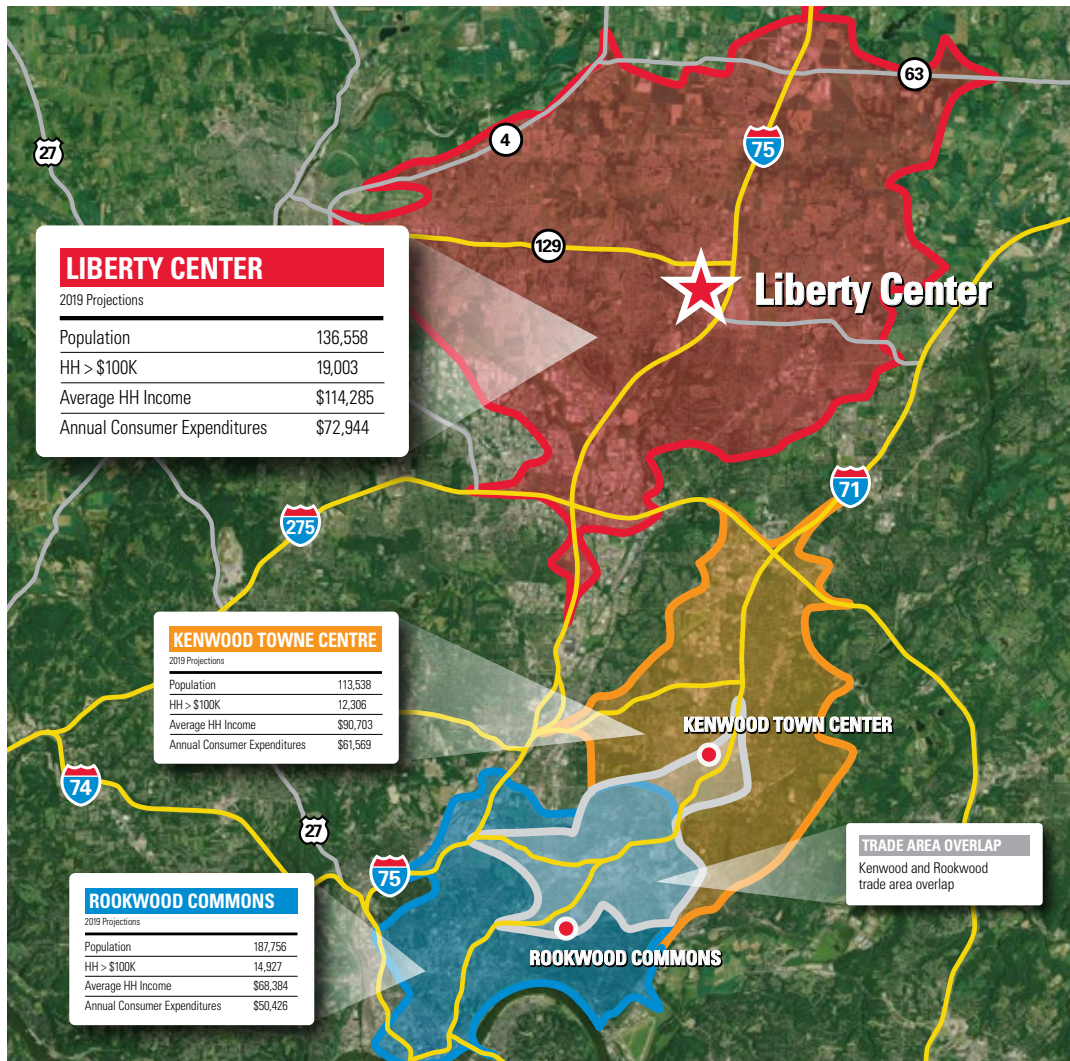 63
4
75
27
129
Liberty Center
LIBERTY CENTER
2019 Projections
Population 136,558
HH > $100K 19,003
Average HH Income $114,285
Annual Consumer Expenditures $72,944
71
275
KENWOOD TOWNE CENTRE
2019 Projections
Population 113,538
HH > $100K 12,306
Average HH Income $90,703
Annual Consumer Expenditures $61,569
KENWOOD TOWN CENTER
74
27
75
TRADE AREA OVERLAP
Kenwood and Rookwood
trade area overlap
ROOKWOOD COMMONS
2019 Projections
Population 187,756
HH > $100K 14,927
Average HH Income $68,384
Annual Consumer Expenditures $50,426
ROOKWOOD COMMONS